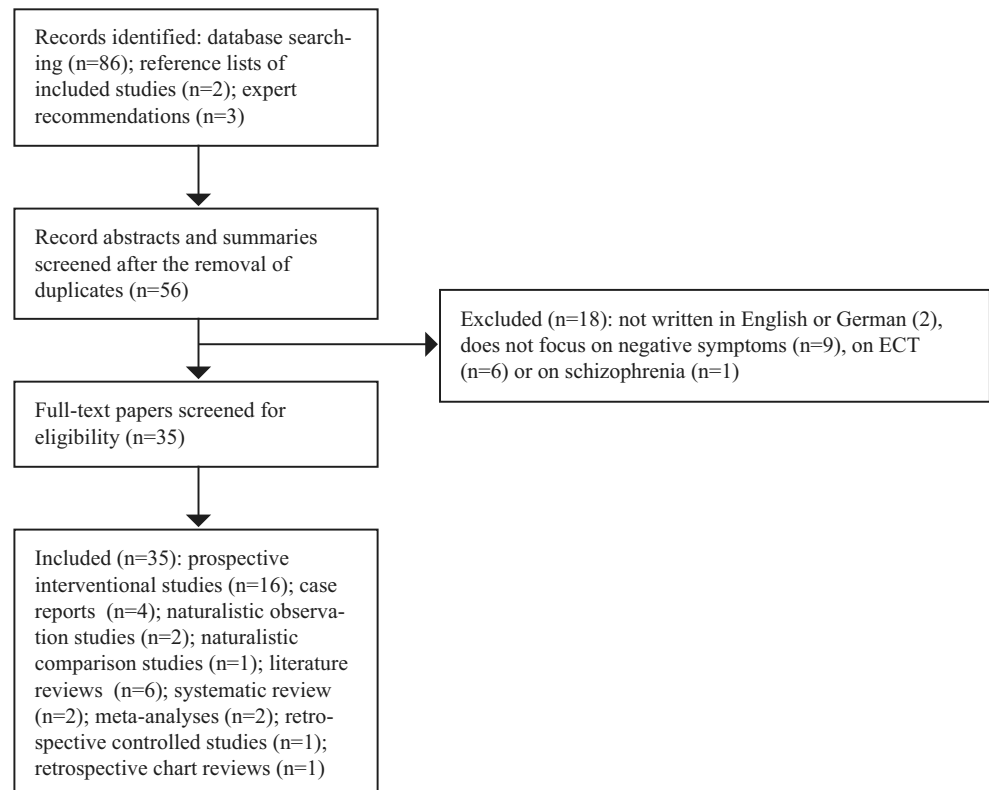 Records identified: database search-
ing (n=86); reference lists of
included studies (n=2); expert
recommendations (n=3)
Record abstracts and summaries
screened after the removal of
duplicates (n=56)
Excluded (n=18): not written in English or German (2),
does not focus on negative symptoms (n=9), on ECT
(n=6) or on schizophrenia (n=1)
Full-text papers screened for
eligibility (n=35)
Included (n=35): prospective
interventional studies (n=16); case
reports (n=4); naturalistic observa-
tion studies (n=2); naturalistic
comparison studies (n=1); literature
reviews (n=6); systematic review
(n=2); meta-analyses (n=2); retro-
spective controlled studies (n=1);
retrospective chart reviews (n=1)